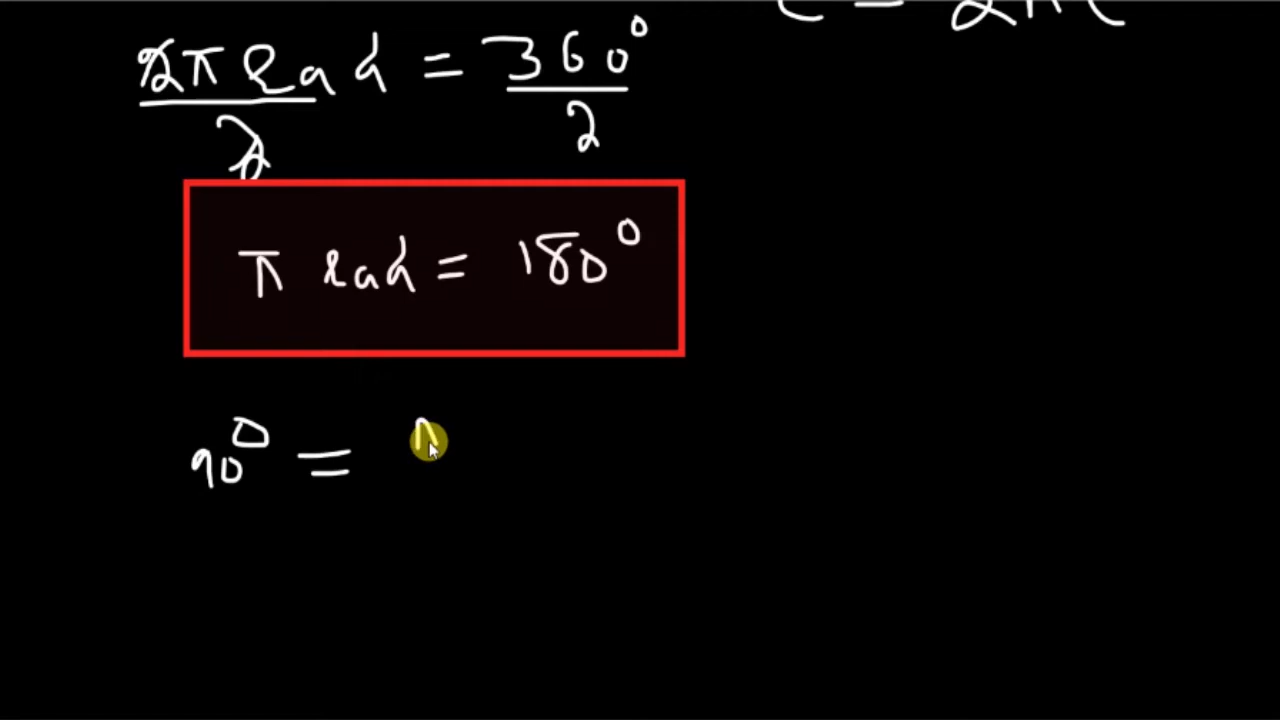 2π rad = 360°
2 2
π rad = 180°
90° =